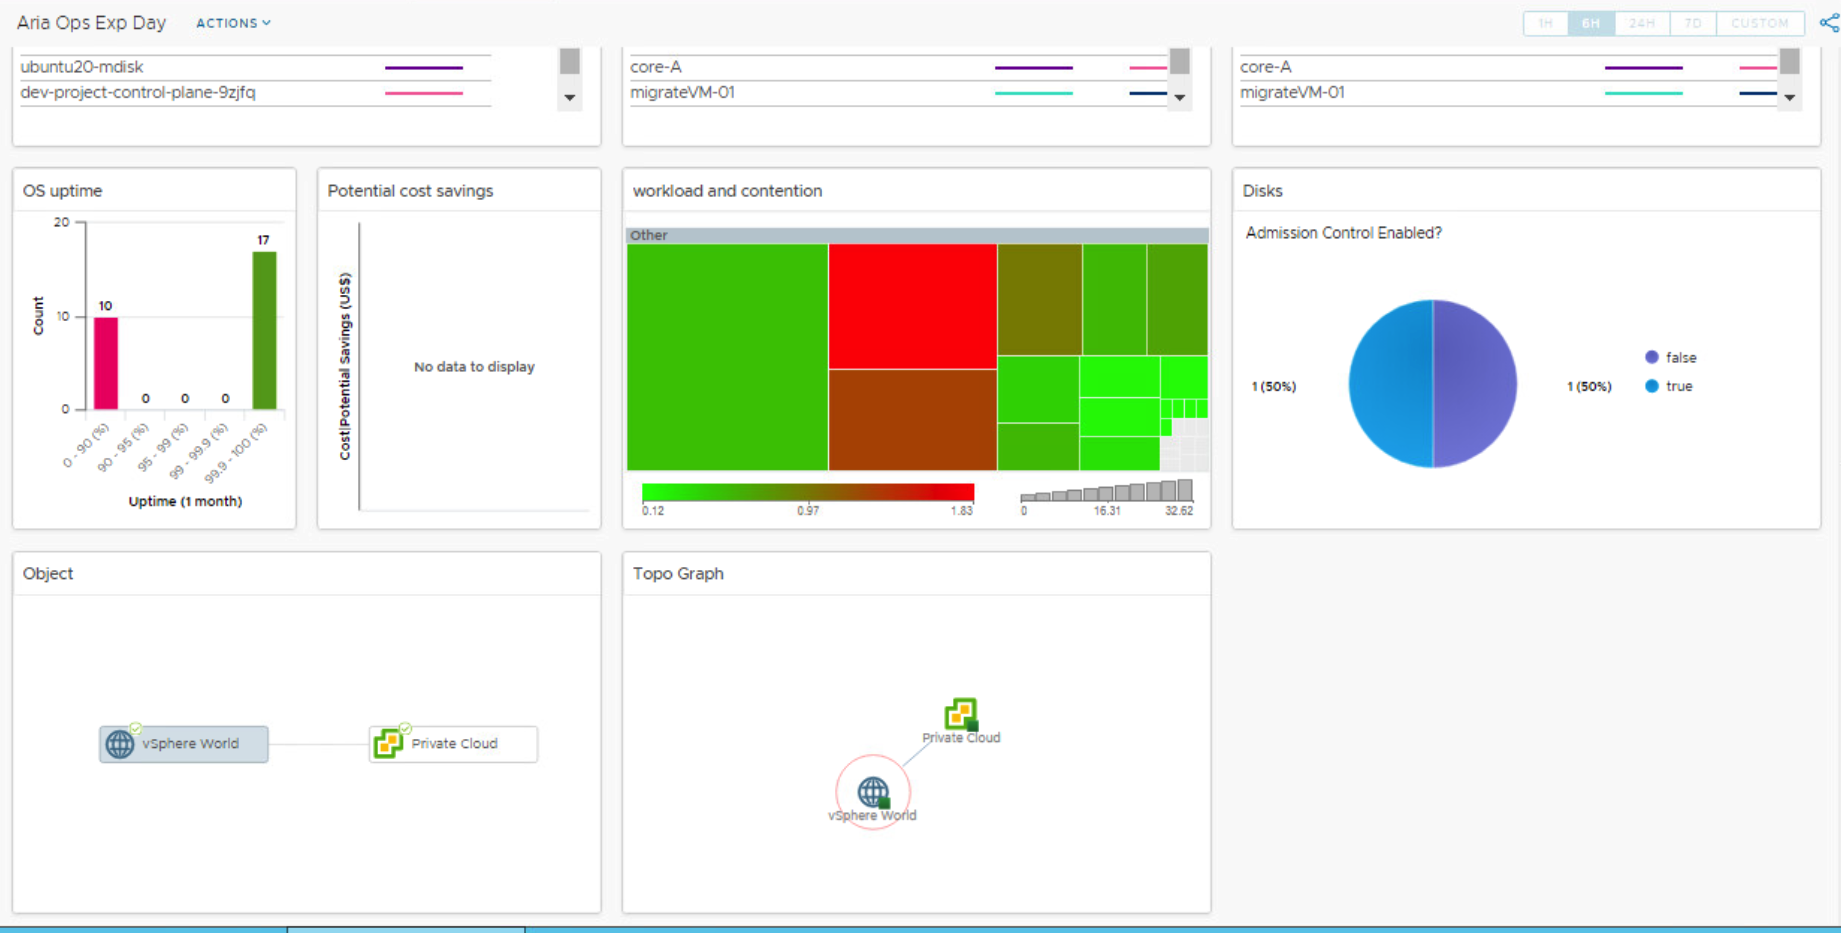 Aria Ops Exp Day
ACTIONS
1H 6H 24H 7D CUSTOM
ubuntu20-mdisk
dev-project-control-plane-9zjfq
core-A
migrateVM-01
core-A
migrateVM-01
OS uptime
20
10
0
Count
10
0
0
0
17
0 - 90 (%)
90 - 95 (%)
95 - 99 (%)
99 - 99.9 (%)
99.9 - 100 (%)
Uptime (1 month)
Potential cost savings
Cost|Potential Savings (US$)
No data to display
workload and contention
Other
0.12 0.97 1.83
0 16.31 32.62
Disks
Admission Control Enabled?
1 (50%)
1 (50%)
false
true
Object
vSphere World
Private Cloud
Topo Graph
Private Cloud
vSphere World